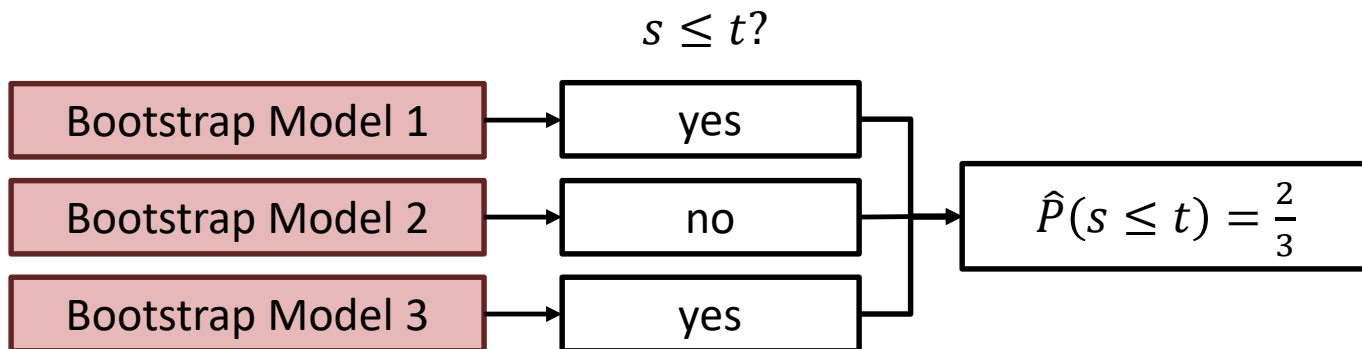 s ≤ t?
Bootstrap Model 1
yes
Bootstrap Model 2
no
P̂(s ≤ t) = 2/3
Bootstrap Model 3
yes